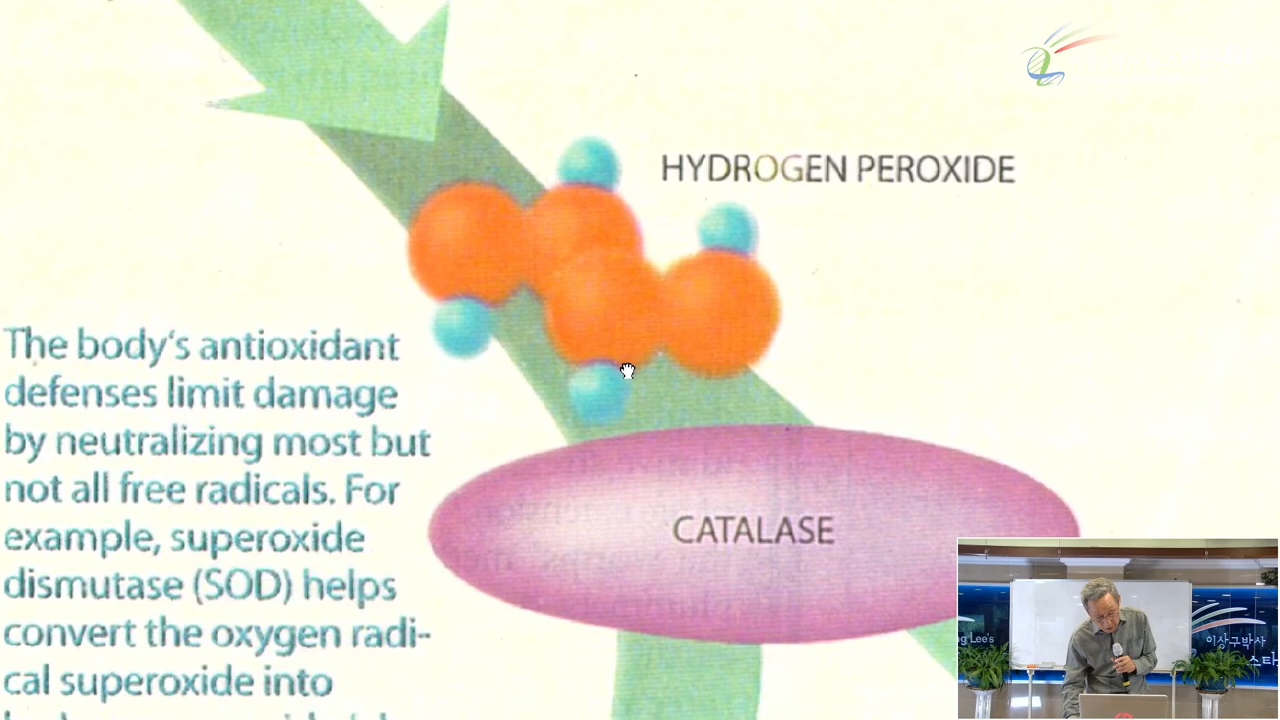 HYDROGEN PEROXIDE
The body's antioxidant
defenses limit damage
by neutralizing most but
not all free radicals. For
example, superoxide
dismutase (SOD) helps
convert the oxygen radi-
cal superoxide into
CATALASE
Lee's
이상구박사